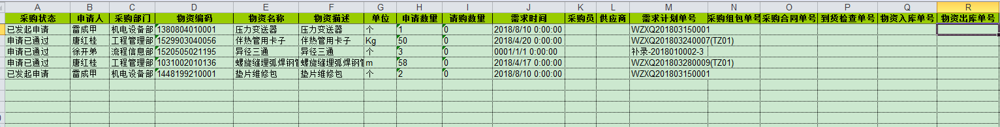 A B C D E F G H I J K L M N O P Q R
采购状态 申请人 采购部门 物资编码 物资名称 物资描述 单位 申请数量 请购数量 需求时间 采购员 供应商 需求计划单号 采购组包单号 采购合同单号 到货检查单号 物资入库单号 物资出库单号
已发起申请 雷成甲 机电设备部 1380804010001 压力变送器 压力变送器 个 1 0 2018/8/10 0:00:00 WZXQ201803150001
申请已通过 唐红桂 工程管理部 1529903040056 伴热管用卡子 伴热管用卡子 Kg 50 0 2018/4/20 0:00:00 WZXQ201803240007(TZ01)
申请已通过 徐开弟 流程信息部 1520505021195 异径三通 异径三通 个 3 0 0001/1/1 0:00:00 补录-2018010002-3
申请已通过 唐红桂 工程管理部 1031002010136 螺旋缝埋弧焊钢管 螺旋缝埋弧焊钢管 m 58 0 2018/4/17 0:00:00 WZXQ201803280009(TZ01)
已发起申请 雷成甲 机电设备部 1448199210001 垫片维修包 垫片维修包 个 2 0 2018/8/10 0:00:00 WZXQ201803150001